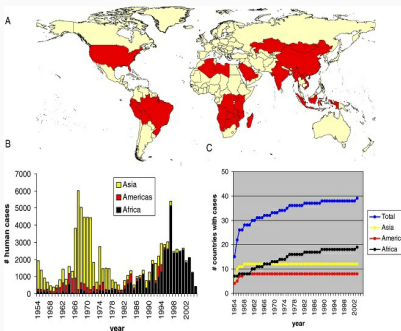 A
B
C
7000
6000
5000
4000
3000
2000
1000
0
# human cases
Asia
Americas
Africa
1954
1958
1962
1966
1970
1974
1978
1982
1986
1990
1994
1998
2002
year
50
40
30
20
10
0
# countries with cases
Total
Asia
Americ
Africa
1954
1958
1962
1966
1970
1974
1978
1982
1986
1990
1994
1998
2002
year